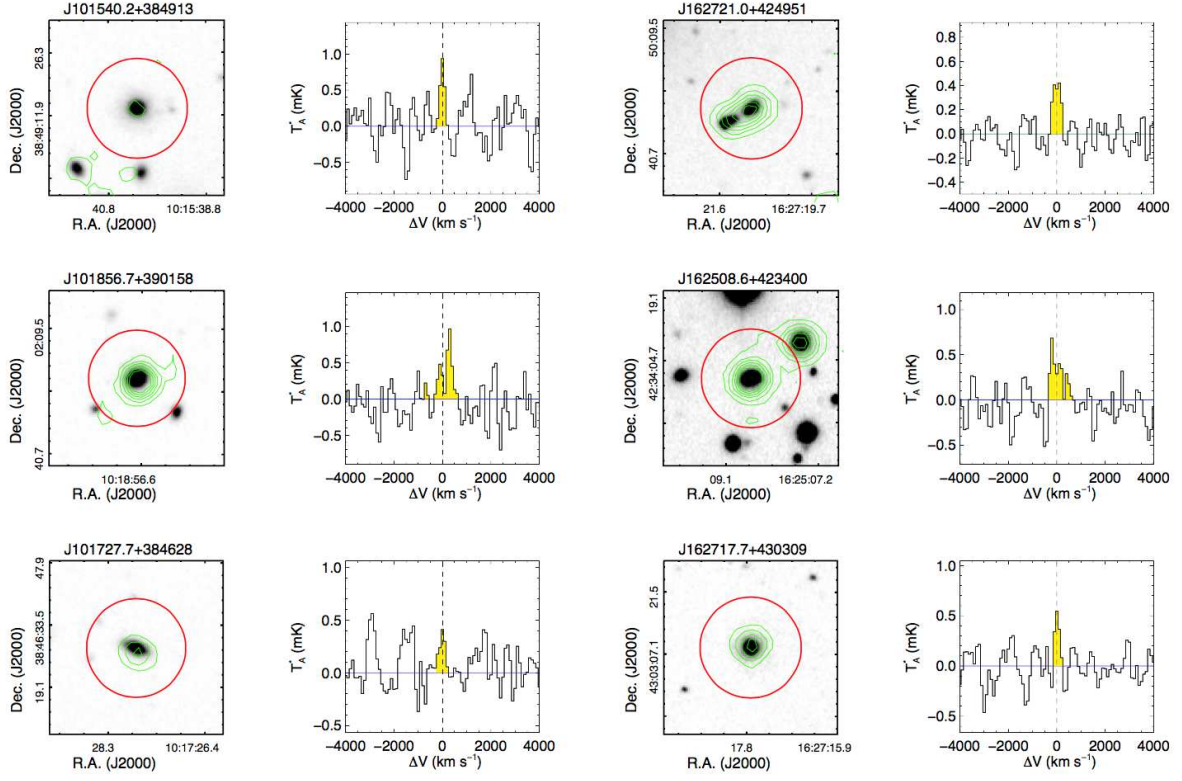 J101540.2+384913
26.3
38:49:11.9
Dec. (J2000)
40.8 10:15:38.8
R.A. (J2000)
1.0
0.5
0.0
-0.5
T*A (mK)
-4000 -2000 0 2000 4000
ΔV (km s⁻¹)
J162721.0+424951
50:09.5
40.7
Dec. (J2000)
21.6 16:27:19.7
R.A. (J2000)
0.8
0.6
0.4
0.2
0.0
-0.2
-0.4
T*A (mK)
-4000 -2000 0 2000 4000
ΔV (km s⁻¹)
J101856.7+390158
02:09.5
40.7
Dec. (J2000)
10:18:56.6
R.A. (J2000)
1.0
0.5
0.0
-0.5
T*A (mK)
-4000 -2000 0 2000 4000
ΔV (km s⁻¹)
J162508.6+423400
19.1
42:34:04.7
Dec. (J2000)
09.1 16:25:07.2
R.A. (J2000)
1.0
0.5
0.0
-0.5
T*A (mK)
-4000 -2000 0 2000 4000
ΔV (km s⁻¹)
J101727.7+384628
47.9
38:46:33.5
19.1
Dec. (J2000)
28.3 10:17:26.4
R.A. (J2000)
1.0
0.5
0.0
-0.5
T*A (mK)
-4000 -2000 0 2000 4000
ΔV (km s⁻¹)
J162717.7+430309
21.5
43:03:07.1
Dec. (J2000)
17.8 16:27:15.9
R.A. (J2000)
1.0
0.5
0.0
-0.5
T*A (mK)
-4000 -2000 0 2000 4000
ΔV (km s⁻¹)